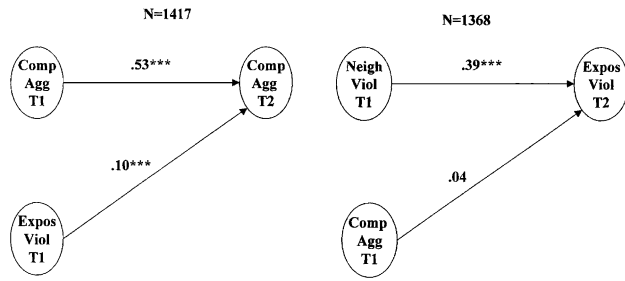 N=1417
Comp
Agg
T1
.53***
Comp
Agg
T2
.10***
Expos
Viol
T1
N=1368
Neigh
Viol
T1
.39***
Expos
Viol
T2
.04
Comp
Agg
T1